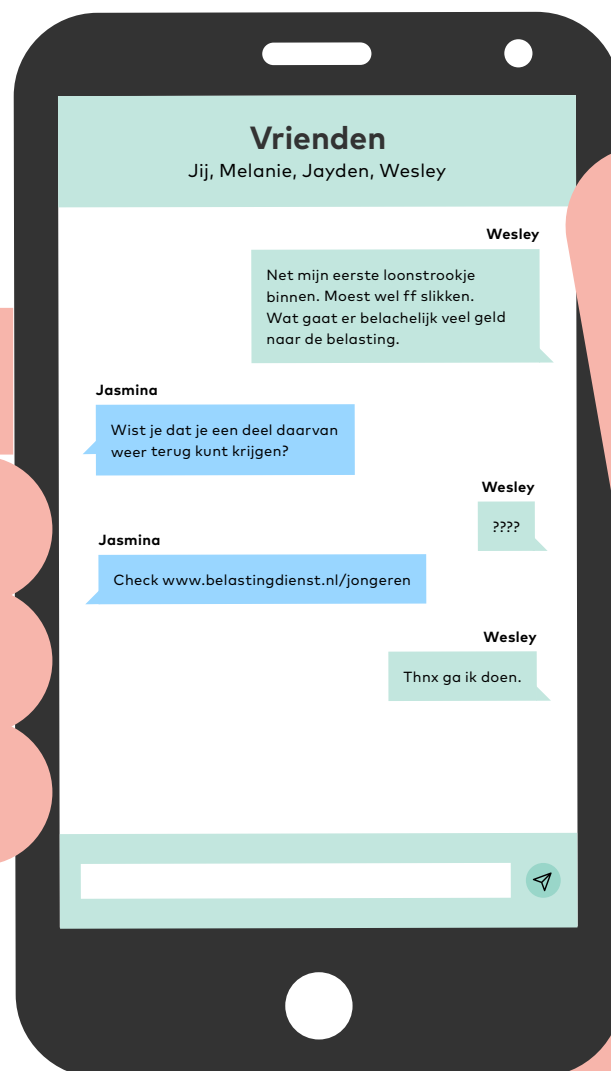 Vrienden
Jij, Melanie, Jayden, Wesley
Wesley
Net mijn eerste loonstrookje
binnen. Moest wel ff slikken.
Wat gaat er belachelijk veel geld
naar de belasting.
Jasmina
Wist je dat je een deel daarvan
weer terug kunt krijgen?
Wesley
????
Jasmina
Check www.belastingdienst.nl/jongeren
Wesley
Thnx ga ik doen.